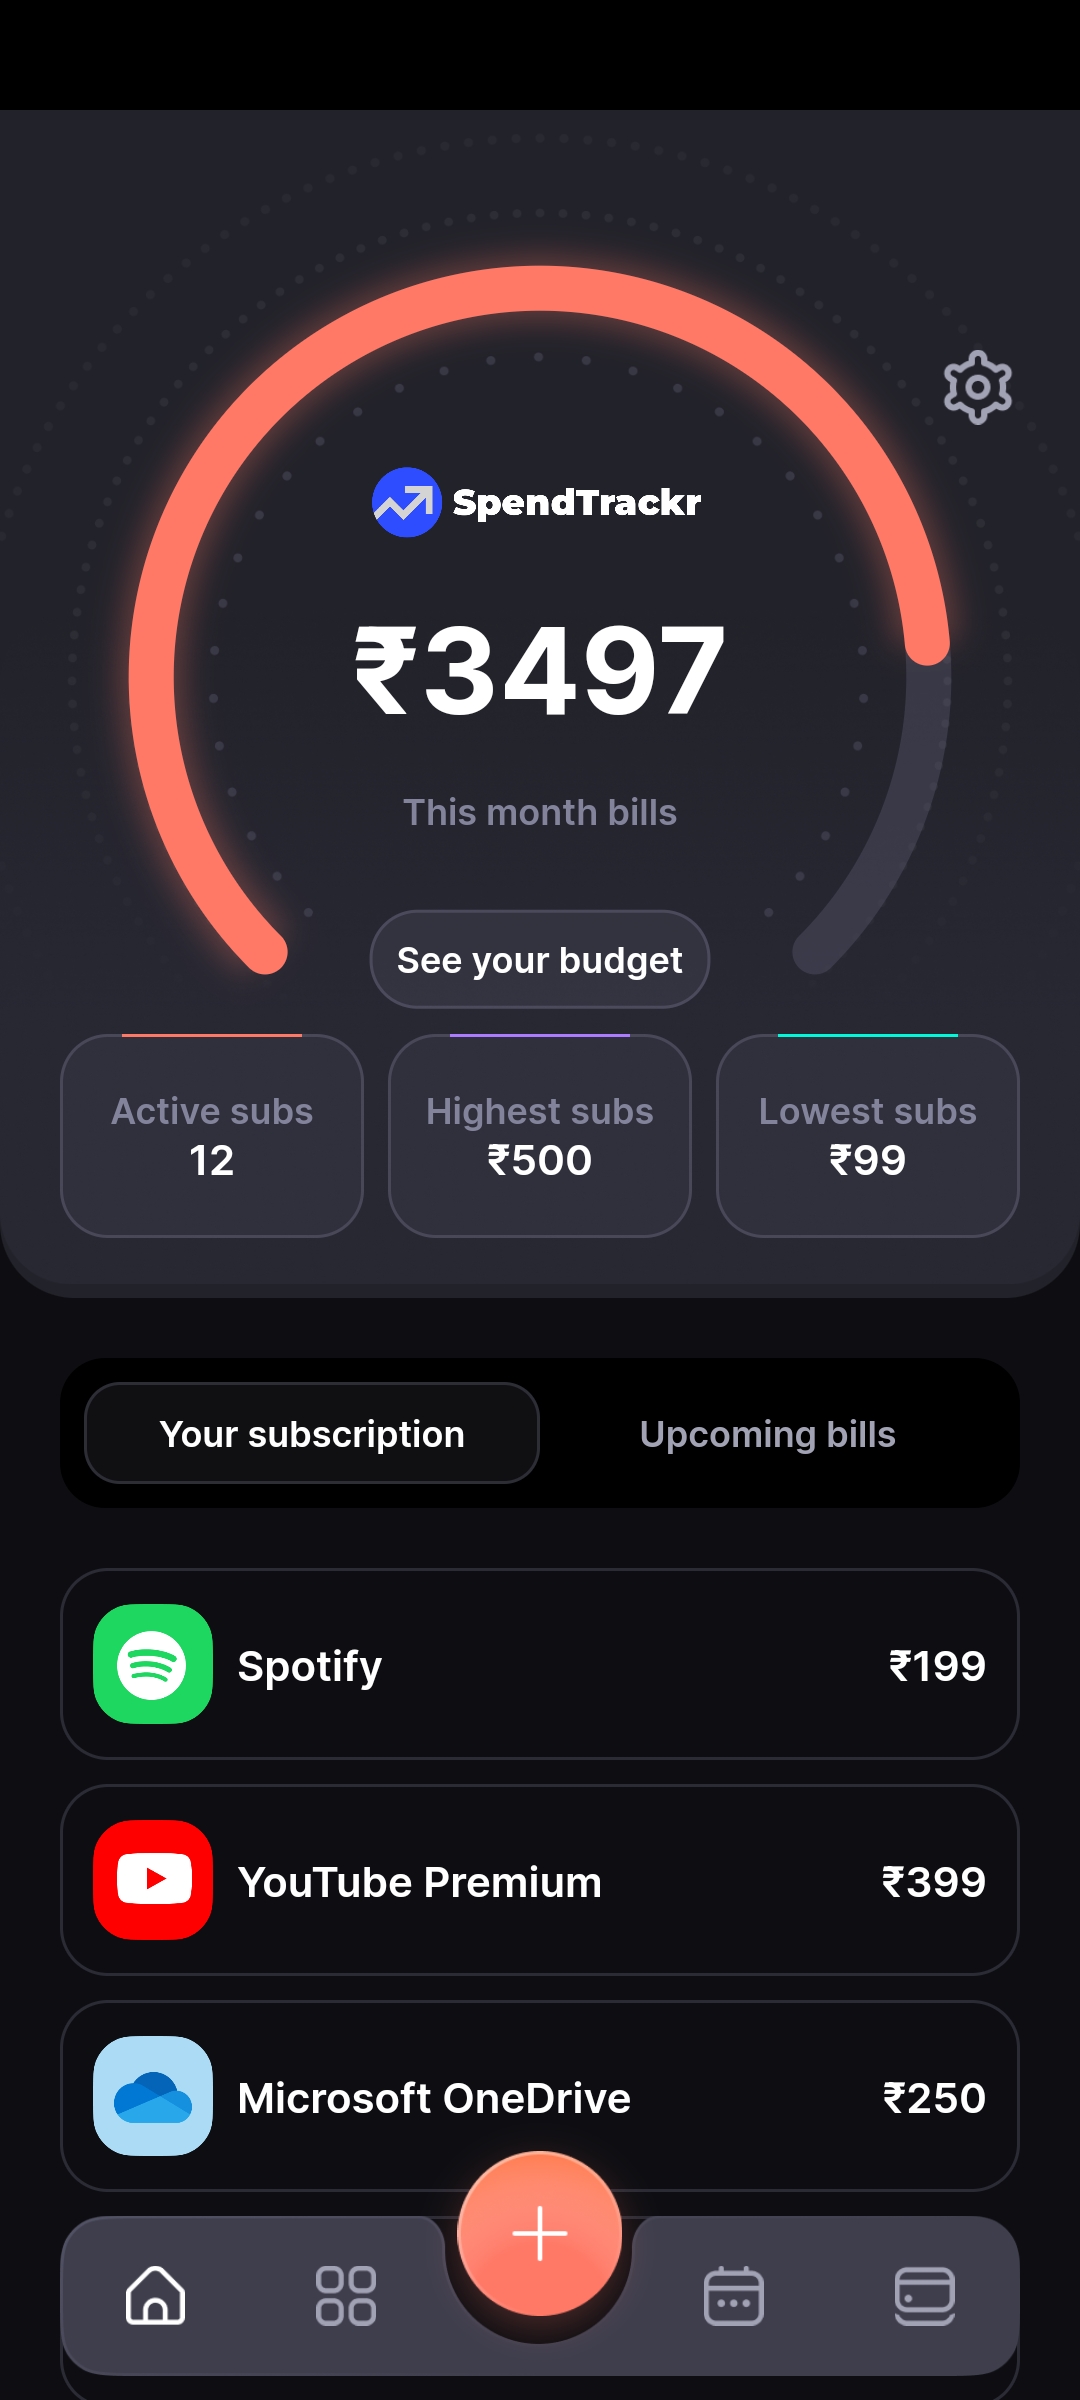 SpendTrackr
₹3497
This month bills
See your budget
Active subs
12
Highest subs
₹500
Lowest subs
₹99
Your subscription
Upcoming bills
Spotify
₹199
YouTube Premium
₹399
Microsoft OneDrive
₹250